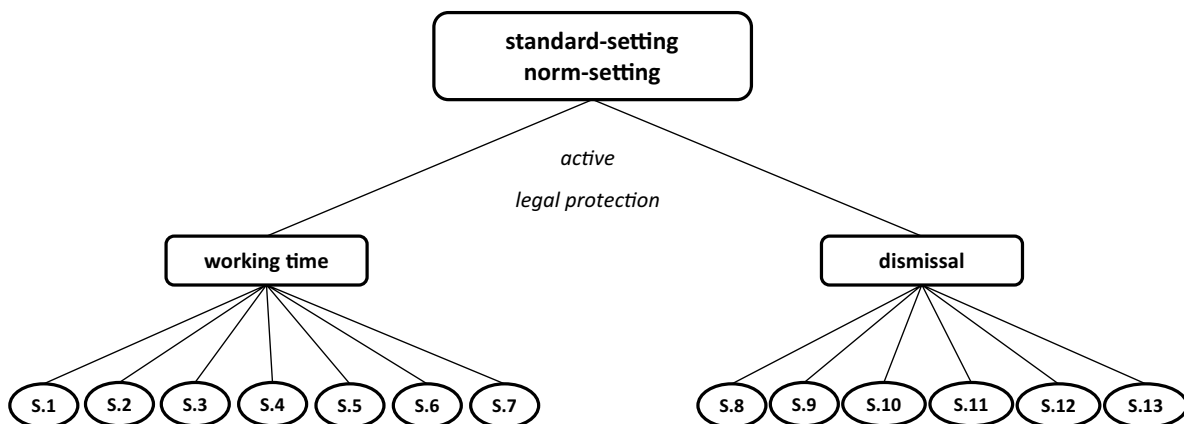 standard-setting
norm-setting
active
legal protection
working time
dismissal
S.1
S.2
S.3
S.4
S.5
S.6
S.7
S.8
S.9
S.10
S.11
S.12
S.13